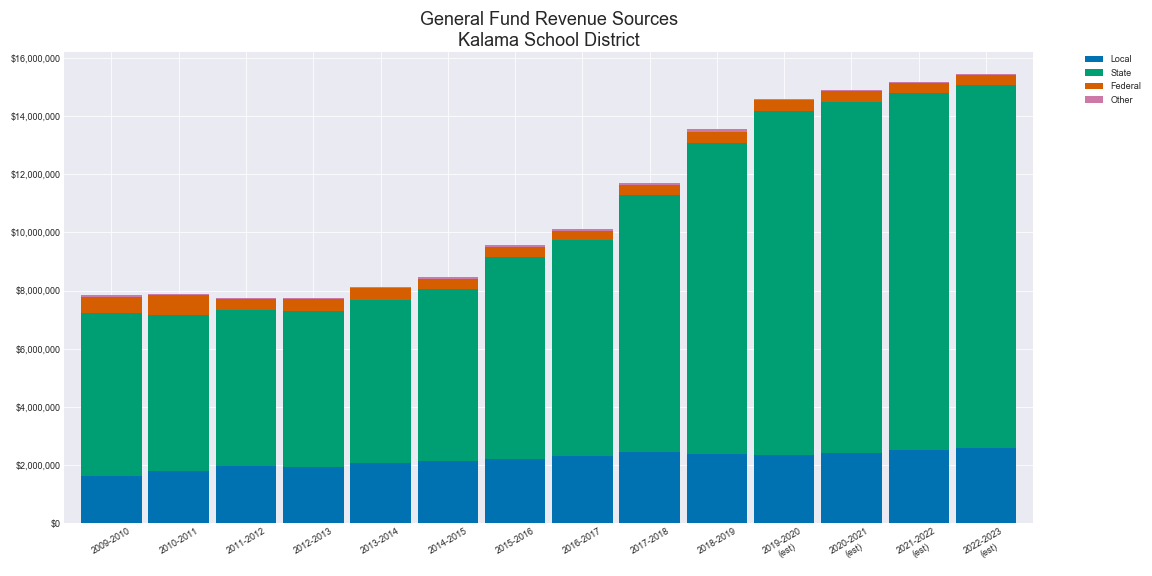 General Fund Revenue Sources
Kalama School District
$16,000,000
$14,000,000
$12,000,000
$10,000,000
$8,000,000
$6,000,000
$4,000,000
$2,000,000
$0
2009-2010
2010-2011
2011-2012
2012-2013
2013-2014
2014-2015
2015-2016
2016-2017
2017-2018
2018-2019
2019-2020
(est)
2020-2021
(est)
2021-2022
(est)
2022-2023
(est)
Local
State
Federal
Other